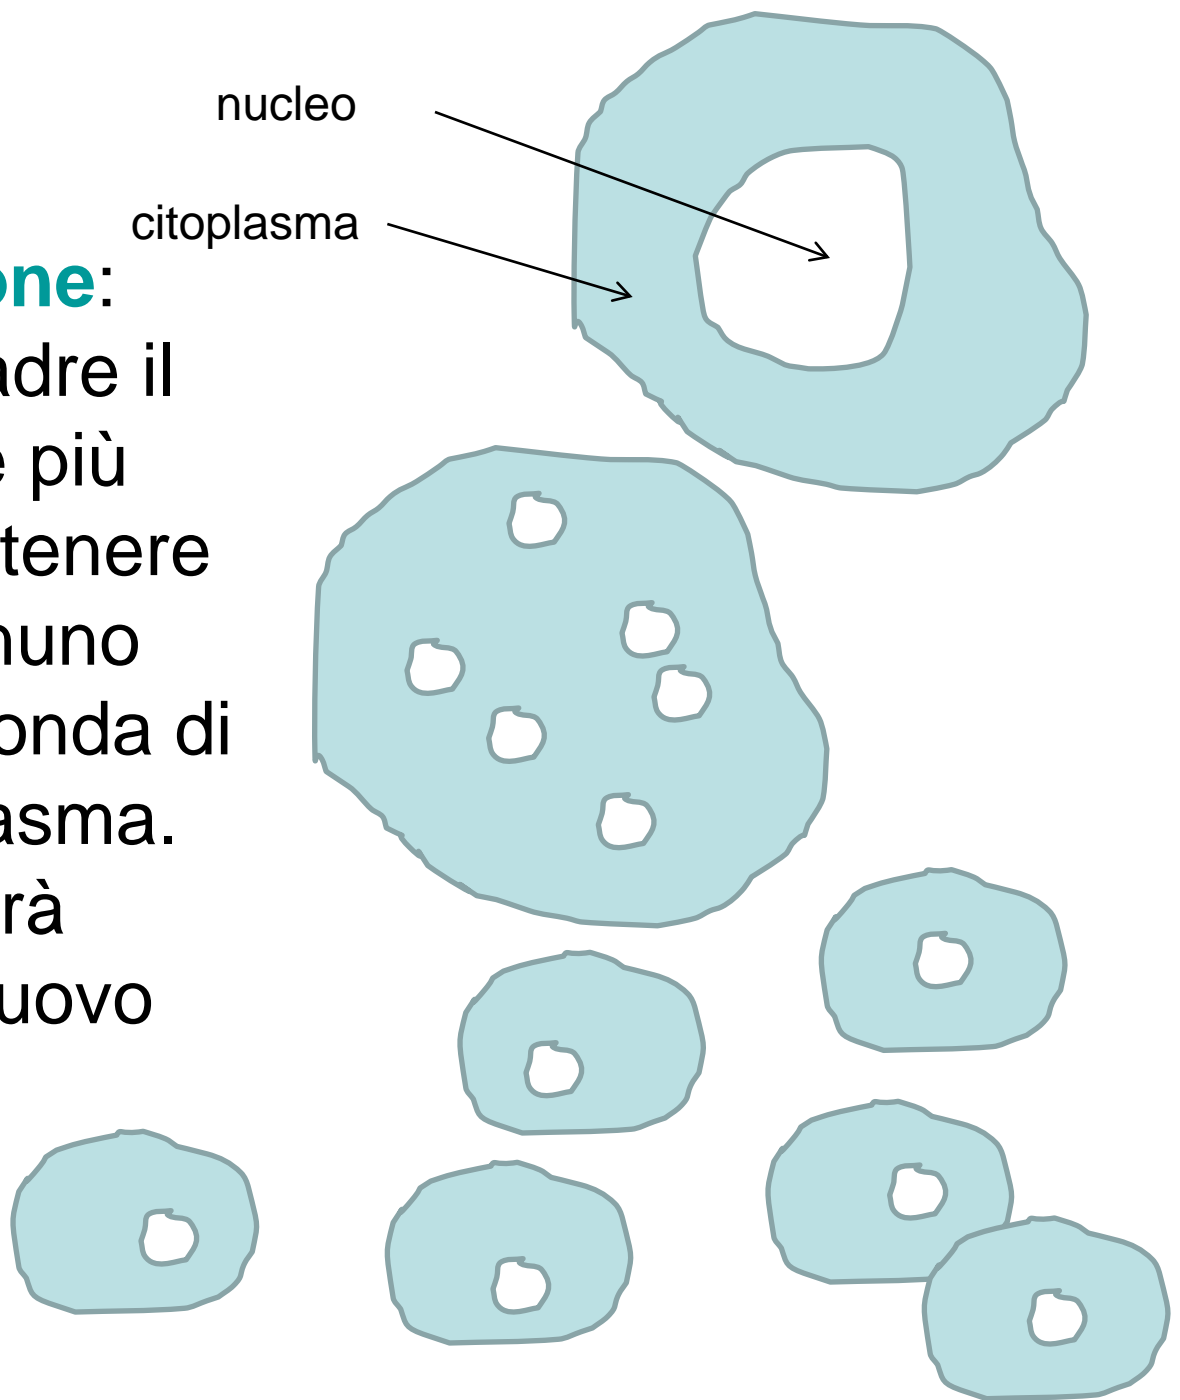 nucleo
citoplasma
one:
adre il
e più
tenere
nuno
onda di
asma.
rà
uovo